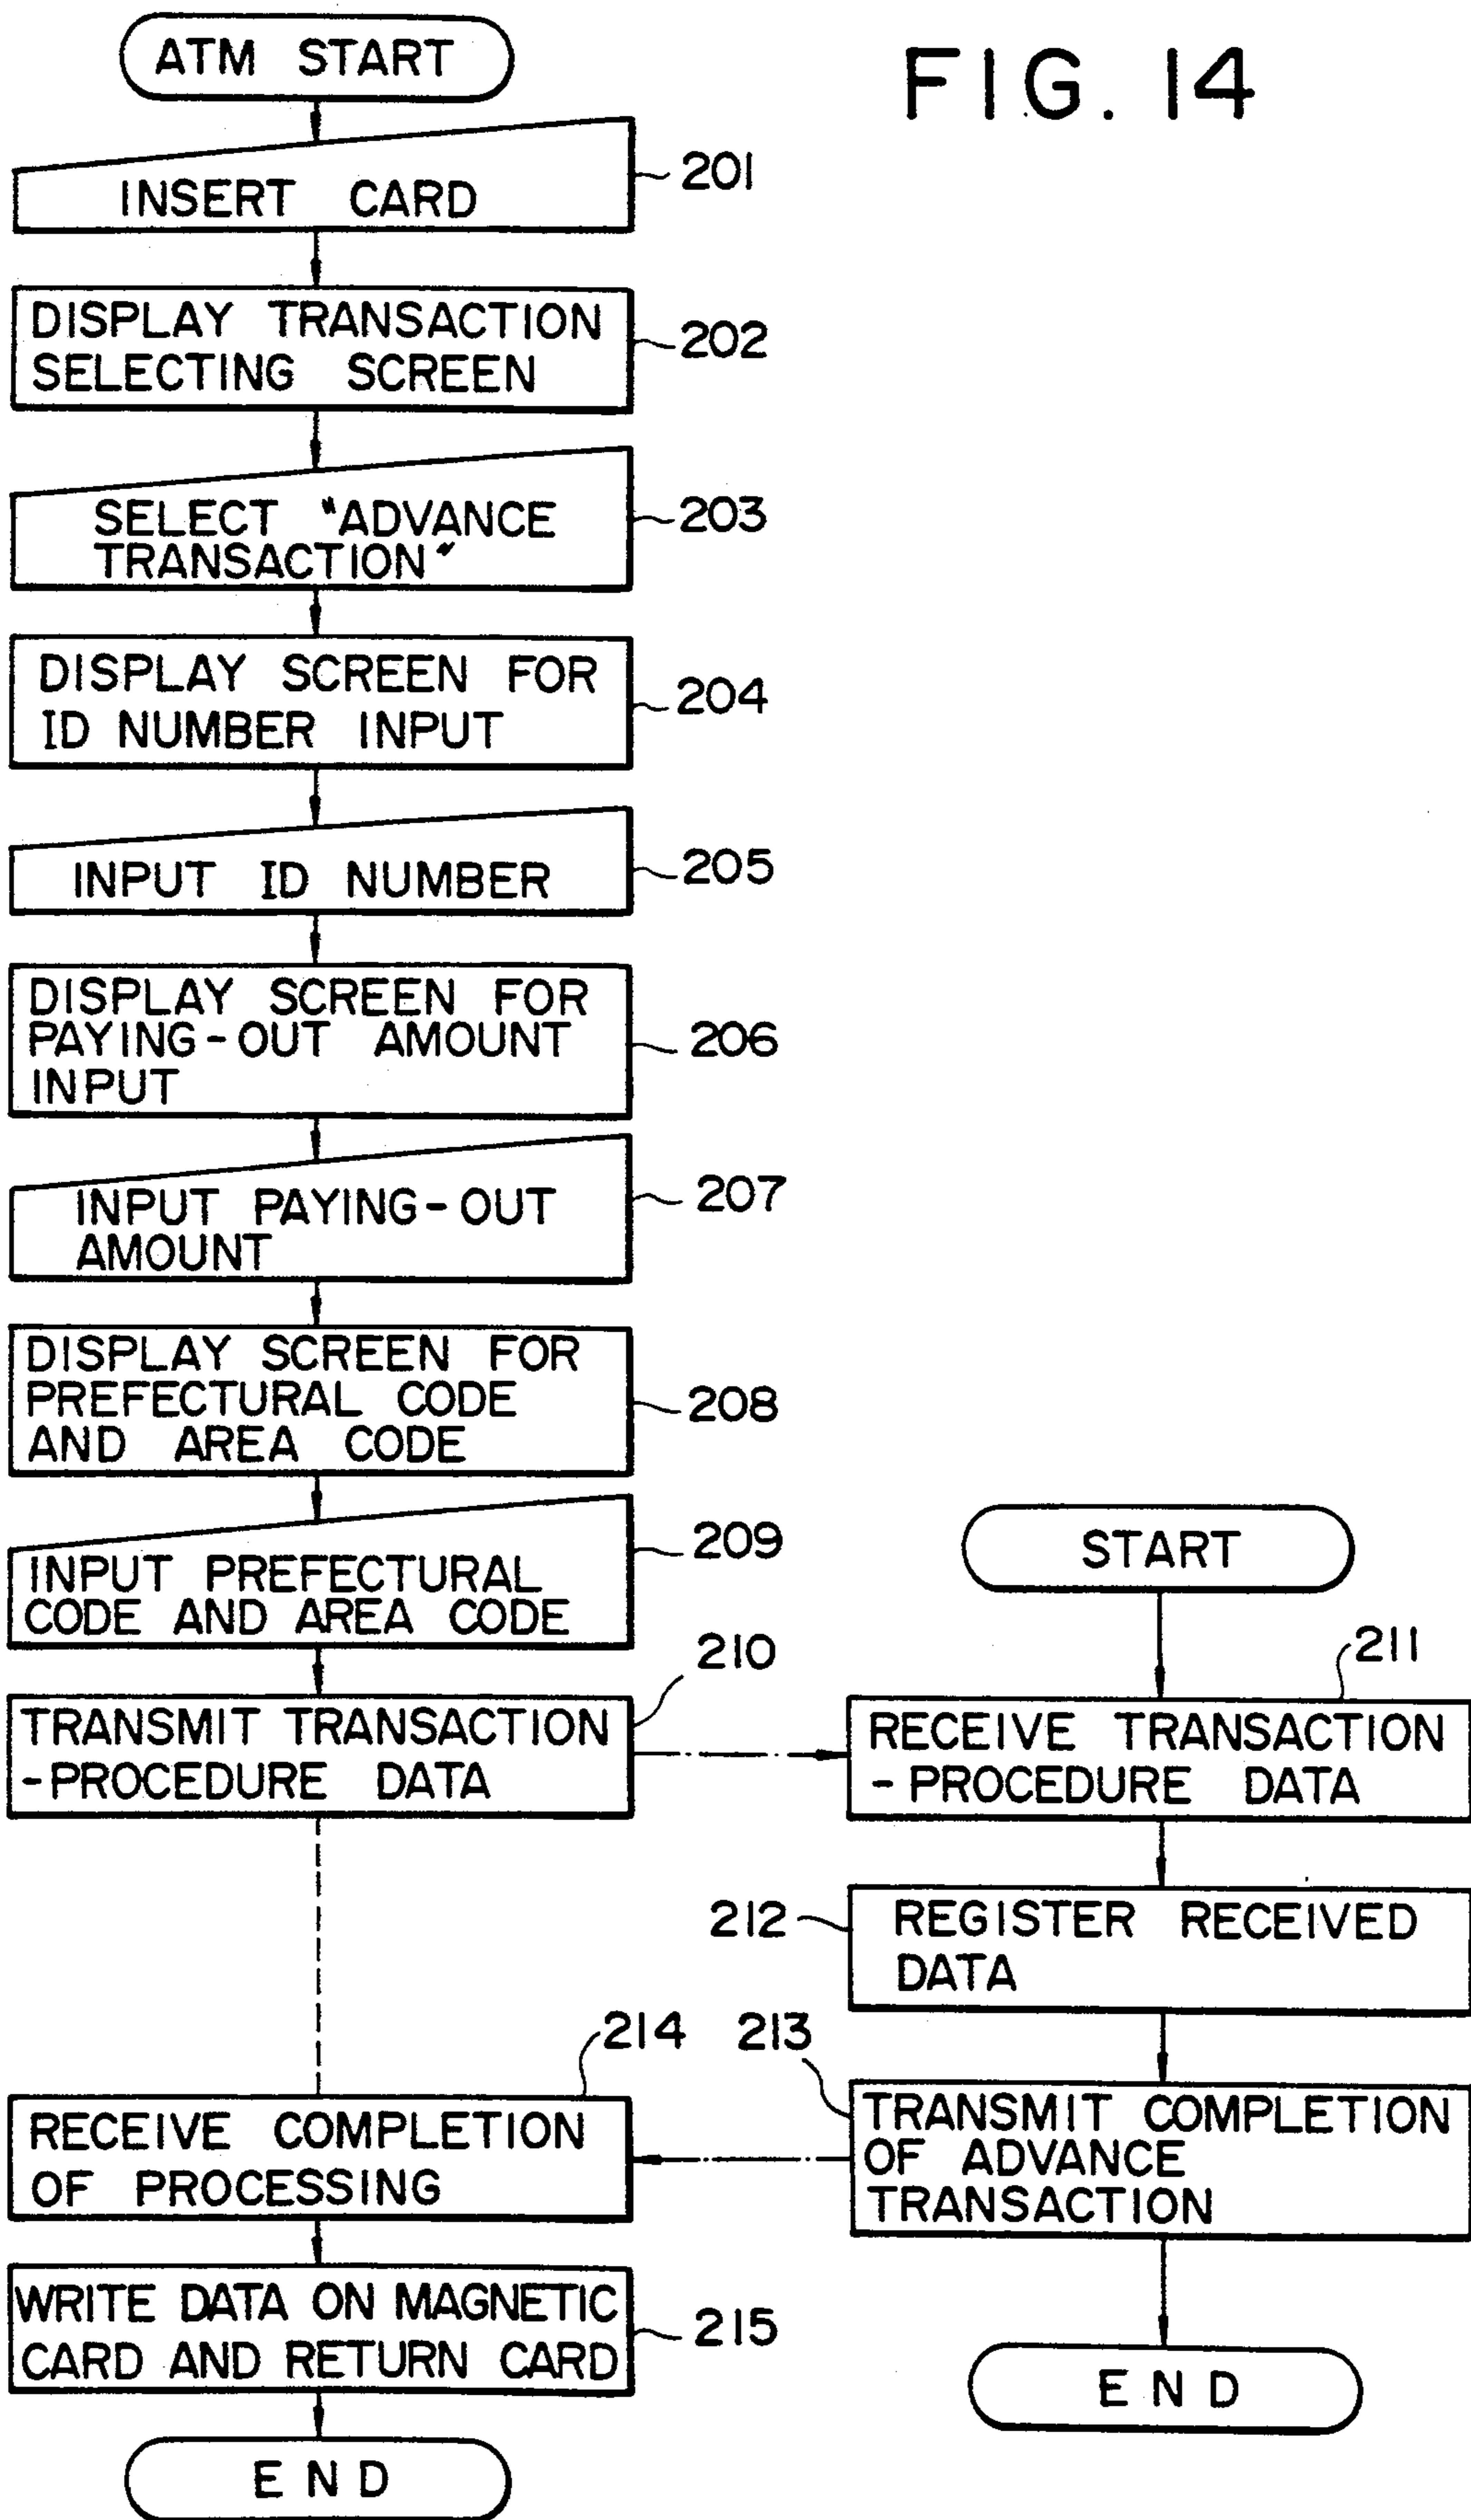 FIG. 14
ATM START
INSERT CARD
201
DISPLAY TRANSACTION
SELECTING SCREEN
202
SELECT "ADVANCE
TRANSACTION"
203
DISPLAY SCREEN FOR
ID NUMBER INPUT
204
INPUT ID NUMBER
205
DISPLAY SCREEN FOR
PAYING-OUT AMOUNT
INPUT
206
INPUT PAYING-OUT
AMOUNT
207
DISPLAY SCREEN FOR
PREFECTURAL CODE
AND AREA CODE
208
INPUT PREFECTURAL
CODE AND AREA CODE
209
TRANSMIT TRANSACTION
-PROCEDURE DATA
210
START
RECEIVE TRANSACTION
-PROCEDURE DATA
211
REGISTER RECEIVED
DATA
212
TRANSMIT COMPLETION
OF ADVANCE
TRANSACTION
213
END
RECEIVE COMPLETION
OF PROCESSING
214
WRITE DATA ON MAGNETIC
CARD AND RETURN CARD
215
END